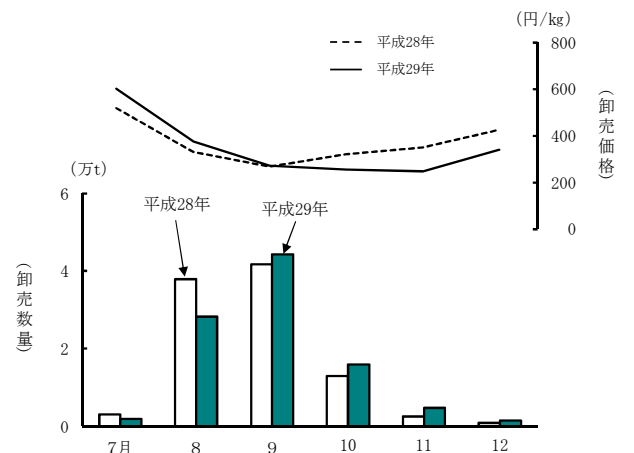 (円/kg)
平成28年
平成29年
800
600
400
200
0
(卸売価格)
(万t)
平成28年
平成29年
6
4
2
0
(卸売数量)
7月
8
9
10
11
12